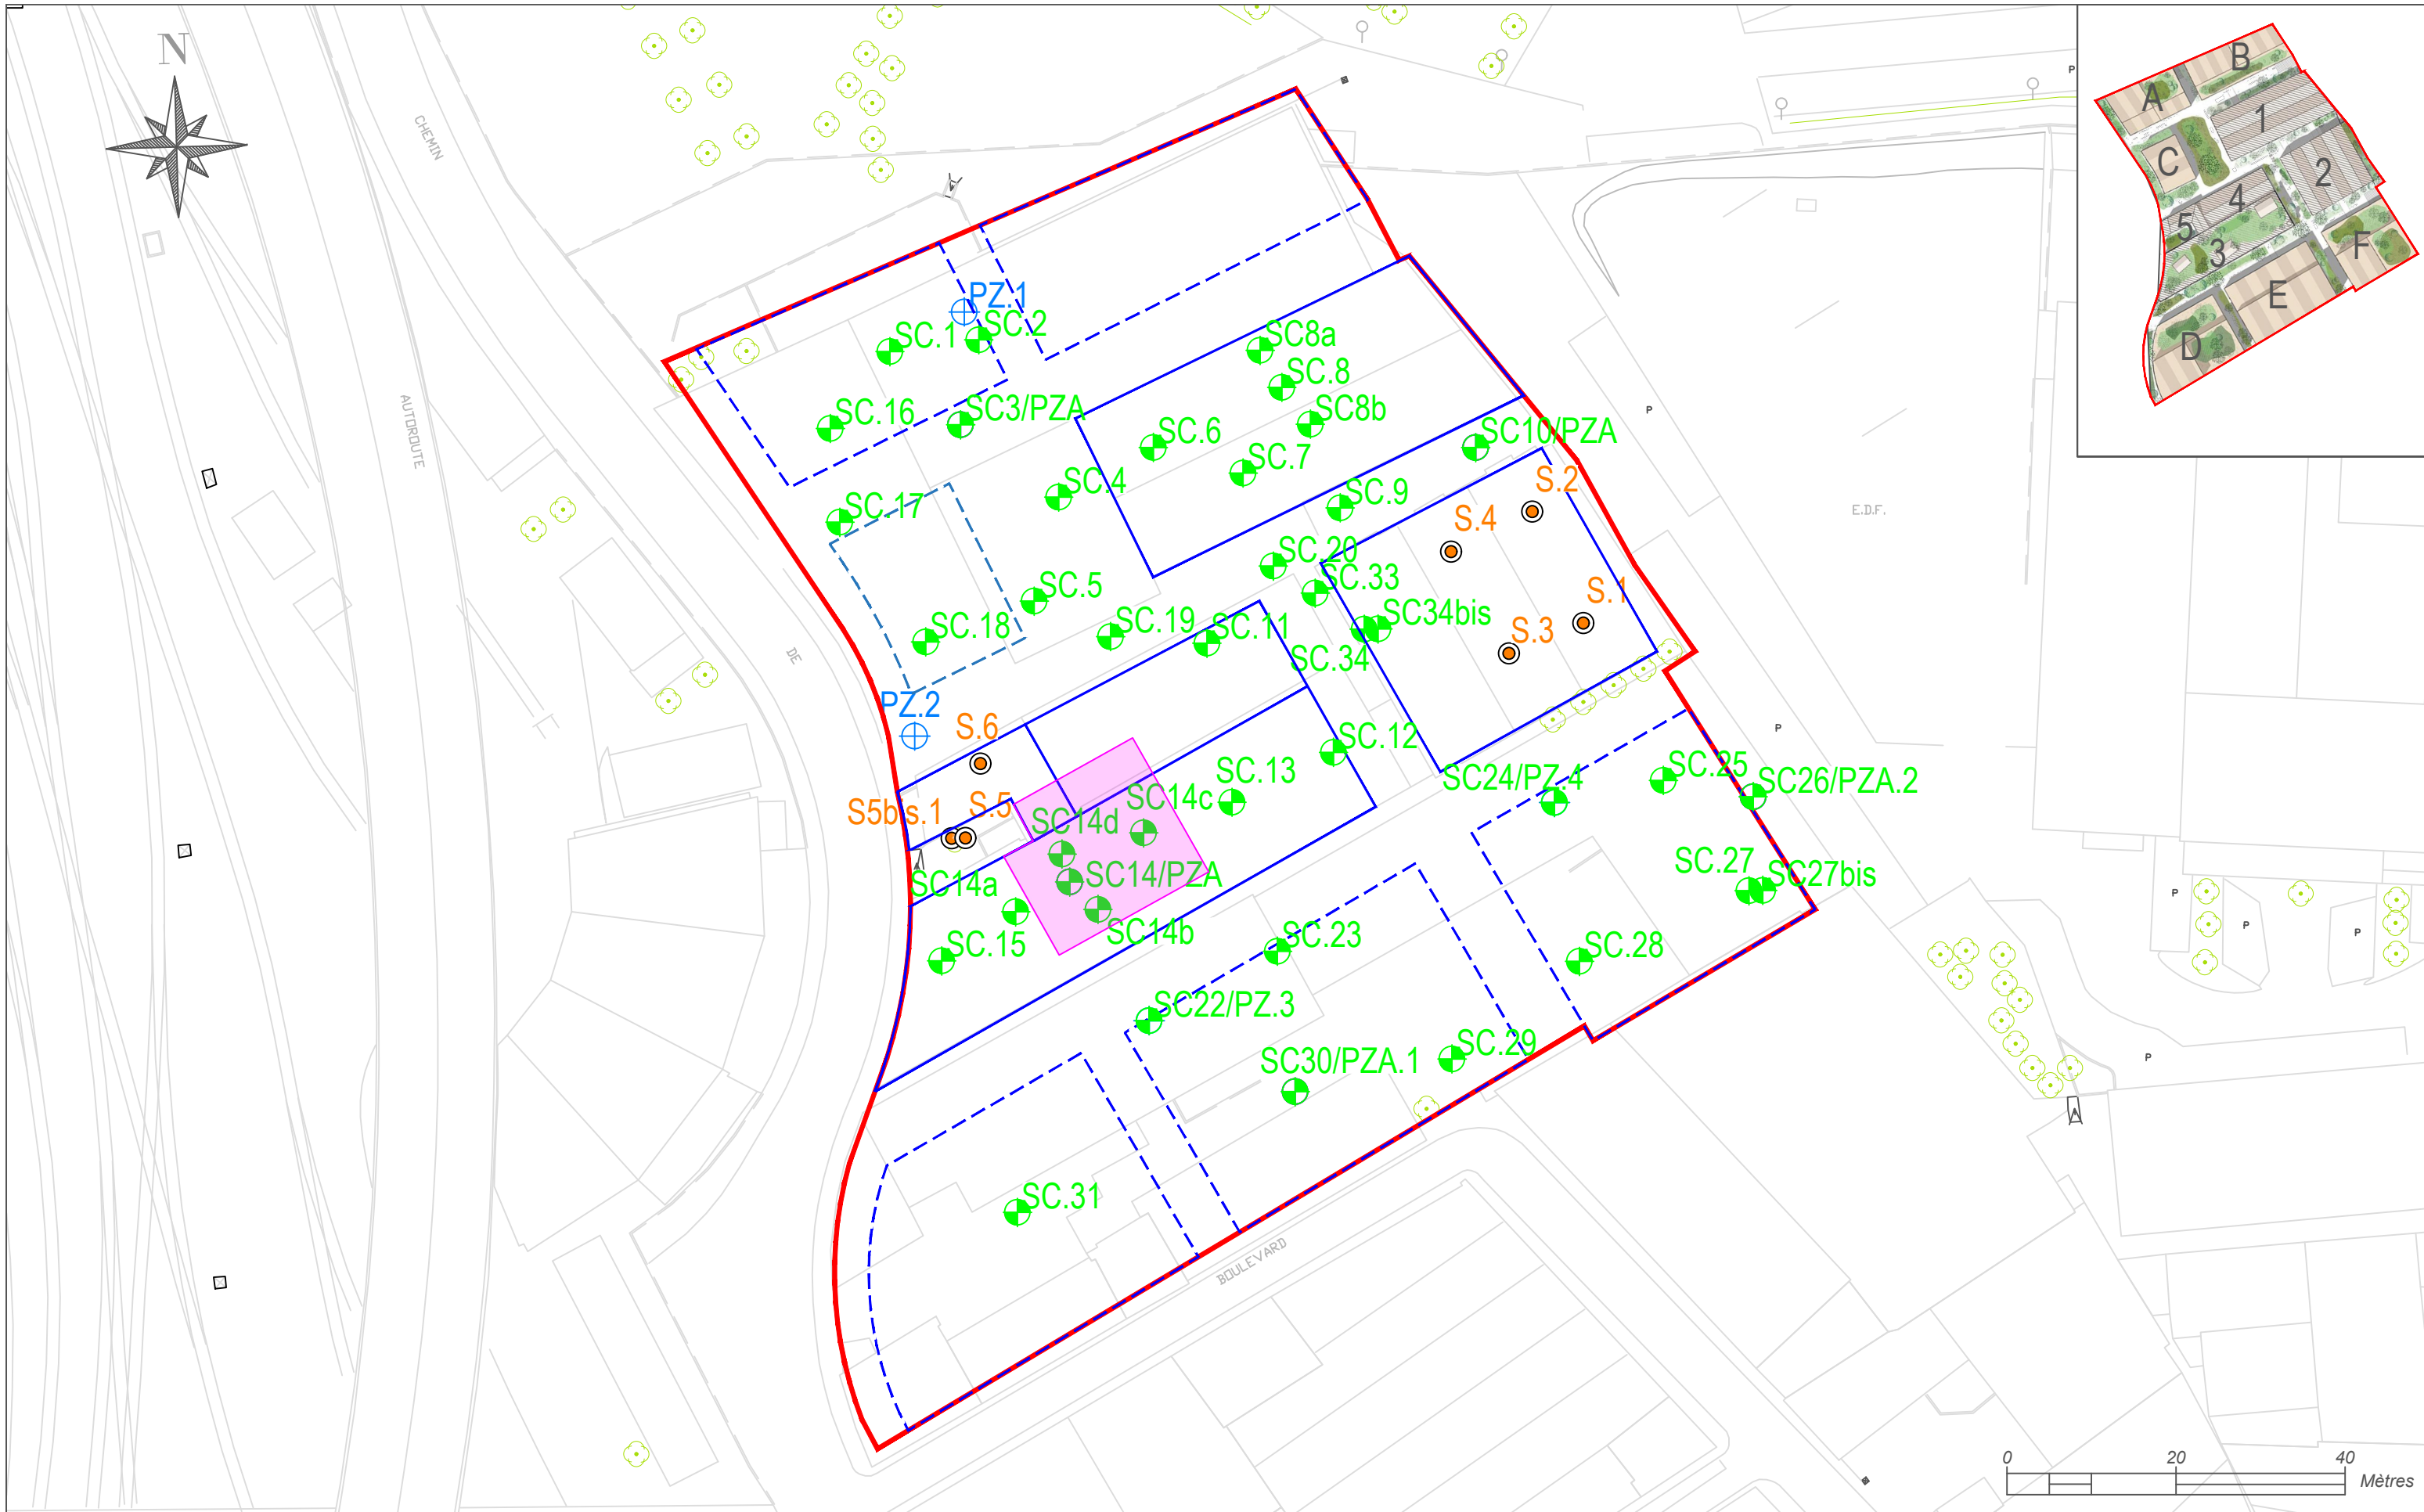 N
CHEMIN
AUTOROUTE
DE
BOULEVARD
E.D.F.
PZ.1
SC.1
SC.2
SC.16
SC3/PZA
SC8a
SC.8
SC8b
SC.6
SC.7
SC10/PZA
SC.4
SC.9
S.2
S.4
SC.17
SC.20
SC.33
SC.5
SC34bis
S.1
SC.18
SC.19
SC.11
S.3
SC.34
PZ.2
S.6
SC.12
SC.13
SC24/PZ.4
SC.25
SC26/PZA.2
S5bis.1
S.5
SC14c
SC14d
SC14/PZA
SC14a
SC.27
SC27bis
SC14b
SC.15
SC.23
SC.28
SC22/PZ.3
SC30/PZA.1
SC.29
SC.31
P
P
P
P
P
P
P
A
B
1
C
2
4
5
3
F
E
D
0 20 40
Mètres